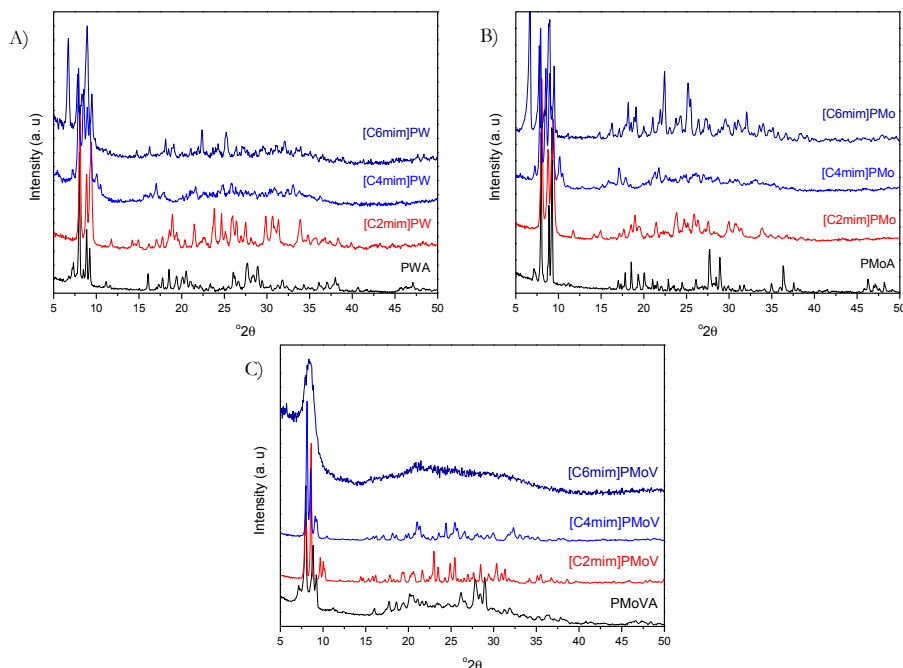 A)
Intensity (a. u)
[C6mim]PW
[C4mim]PW
[C2mim]PW
PWA
5 10 15 20 25 30 35 40 45 50
°2θ
B)
Intensity (a. u)
[C6mim]PMo
[C4mim]PMo
[C2mim]PMo
PMoA
5 10 15 20 25 30 35 40 45 50
°2θ
C)
Intensity (a. u)
[C6mim]PMoV
[C4mim]PMoV
[C2mim]PMoV
PMoVA
5 10 15 20 25 30 35 40 45 50
°2θ